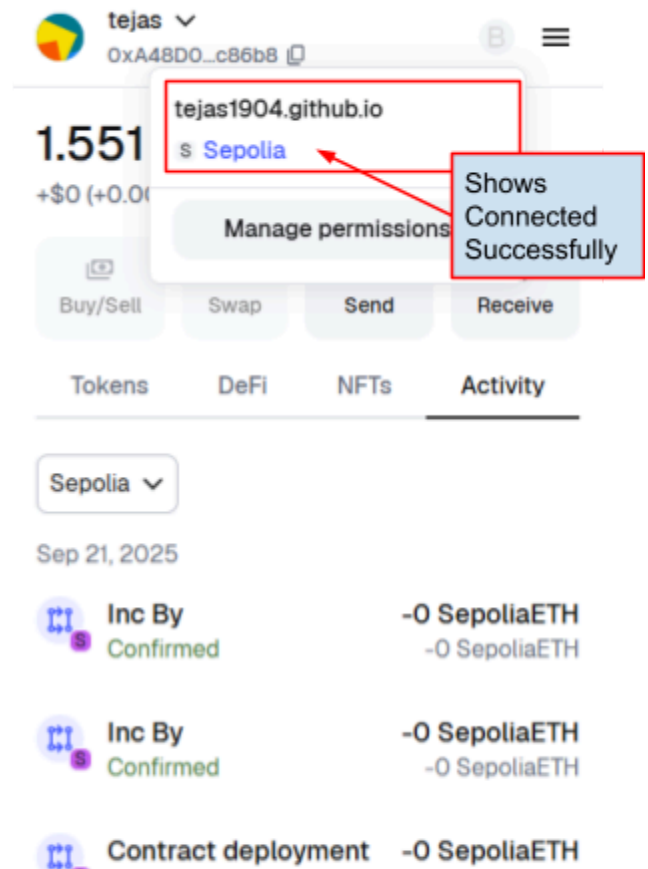 tejas
0xA48D0...c86b8
B
tejas1904.github.io
1.551
S Sepolia
+$0 (+0.00
Shows
Connected
Successfully
Manage permissions
Buy/Sell
Swap
Send
Receive
Tokens
DeFi
NFTs
Activity
Sepolia
Sep 21, 2025
Inc By
-0 SepoliaETH
S
Confirmed
-0 SepoliaETH
Inc By
-0 SepoliaETH
S
Confirmed
-0 SepoliaETH
Contract deployment
-0 SepoliaETH